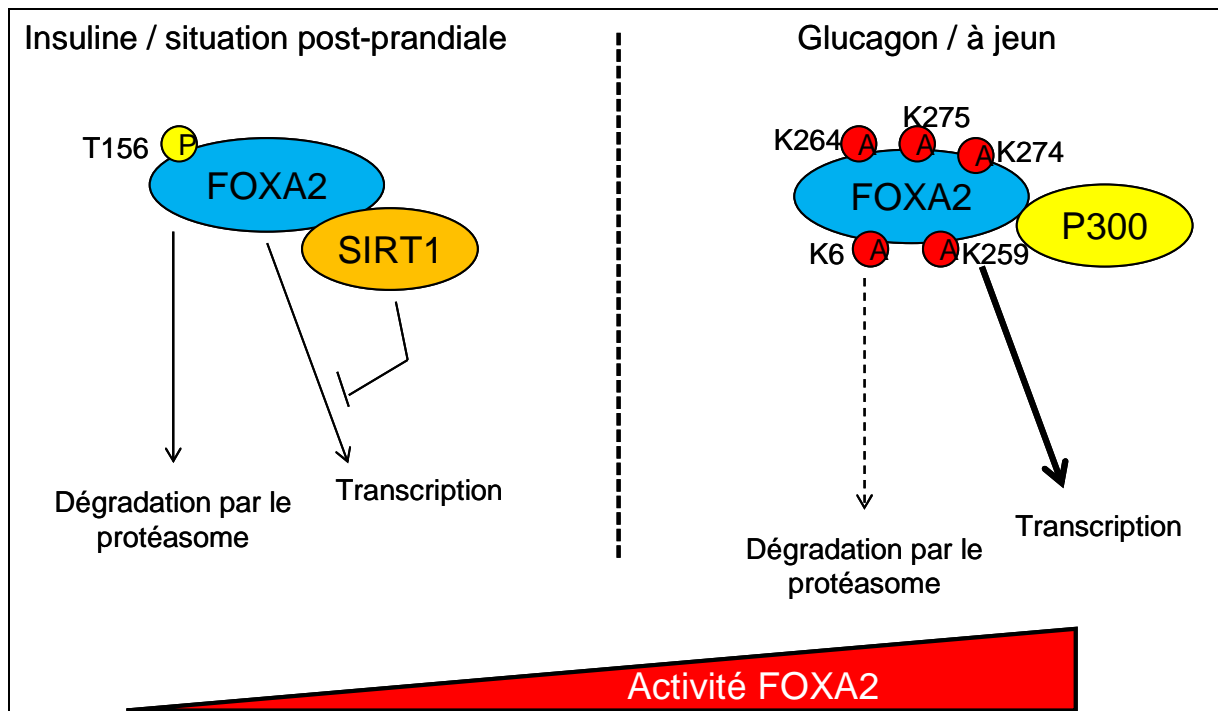 Insuline / situation post-prandiale
Glucagon / à jeun
T156
P
FOXA2
SIRT1
Dégradation par le
protéasome
Transcription
K275
K264
A
A
A
K274
FOXA2
P300
K6
A
A
K259
Dégradation par le
protéasome
Transcription
Activité FOXA2